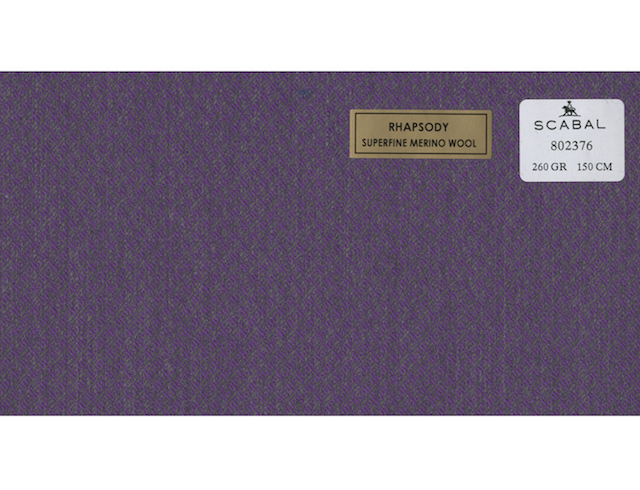 RHAPSODY
SUPERFINE MERINO WOOL
SCABAL
802376
260 GR 150 CM